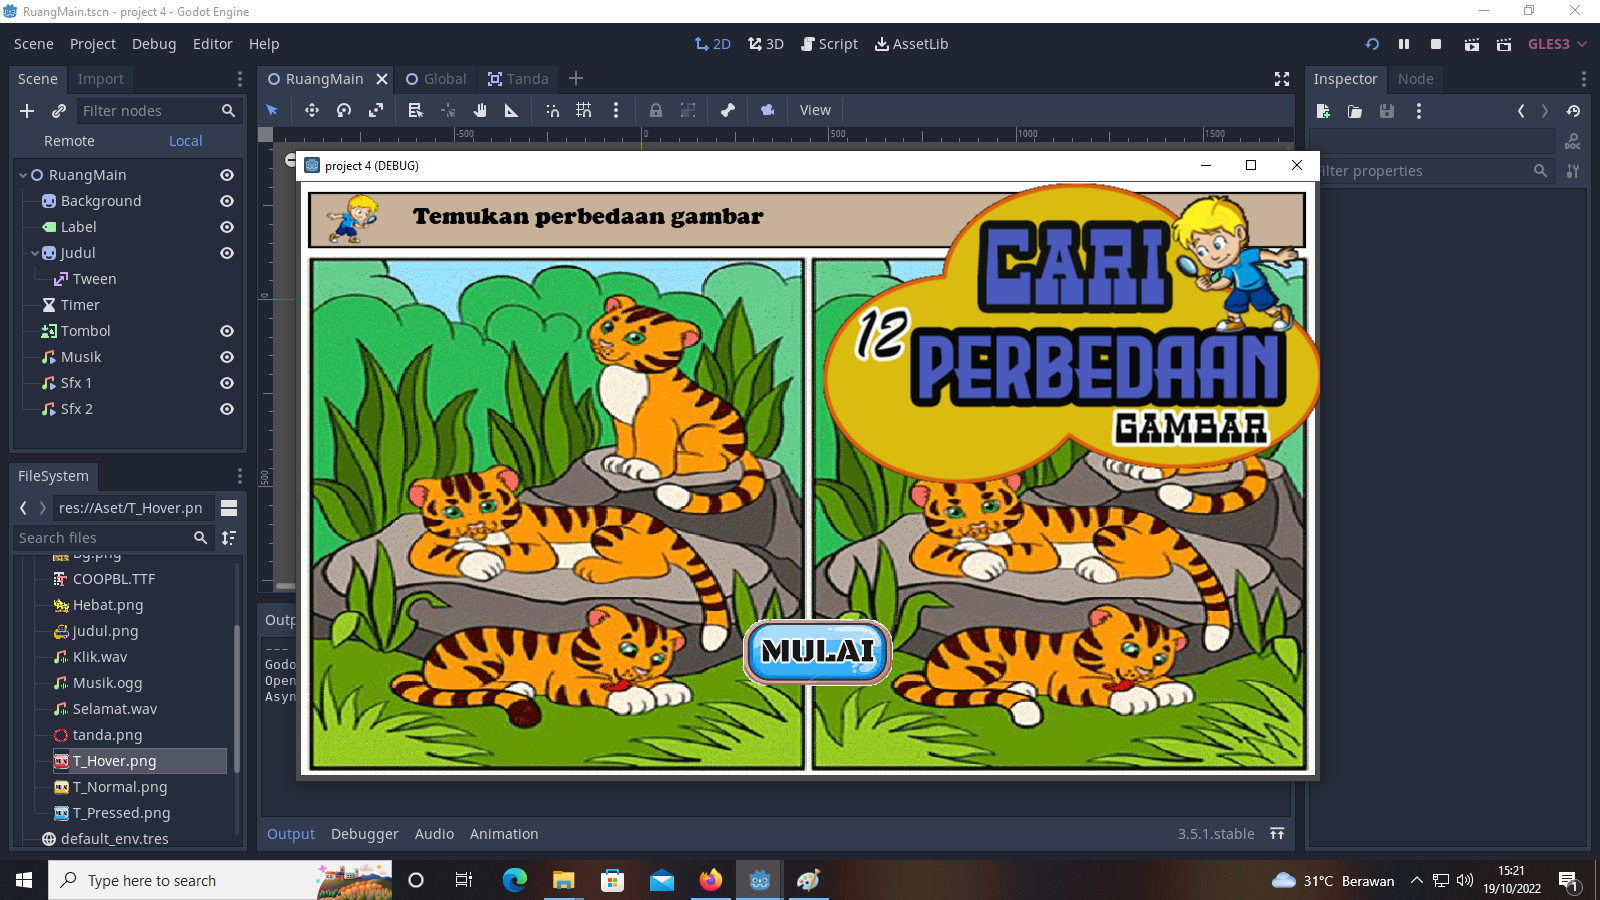 RuangMain.tscn - project 4 - Godot Engine
Scene Project Debug Editor Help
2D 3D Script AssetLib
GLES3
Scene Import
RuangMain Global Tanda
Inspector Node
Filter nodes
View
Remote Local
-500 0 500 1000 1500
DOC
project 4 (DEBUG)
ilter properties
RuangMain
Background
Label
Judul
Tween
Timer
Tombol
Musik
Sfx 1
Sfx 2
0
500
Temukan perbedaan gambar
CARI
12
PERBEDAAN
GAMBAR
MULAI
FileSystem
res://Aset/T_Hover.pn
Search files
Bg.png
COOPBL.TTF
Hebat.png
judul.png
Klik.wav
Musik.ogg
Selamat.wav
tanda.png
T_Hover.png
T_Normal.png
T_Pressed.png
default_env.tres
Outp
---
Godo
Open
Asyn
Output Debugger Audio Animation
3.5.1.stable
Type here to search
31°C Berawan
15:21
19/10/2022
1